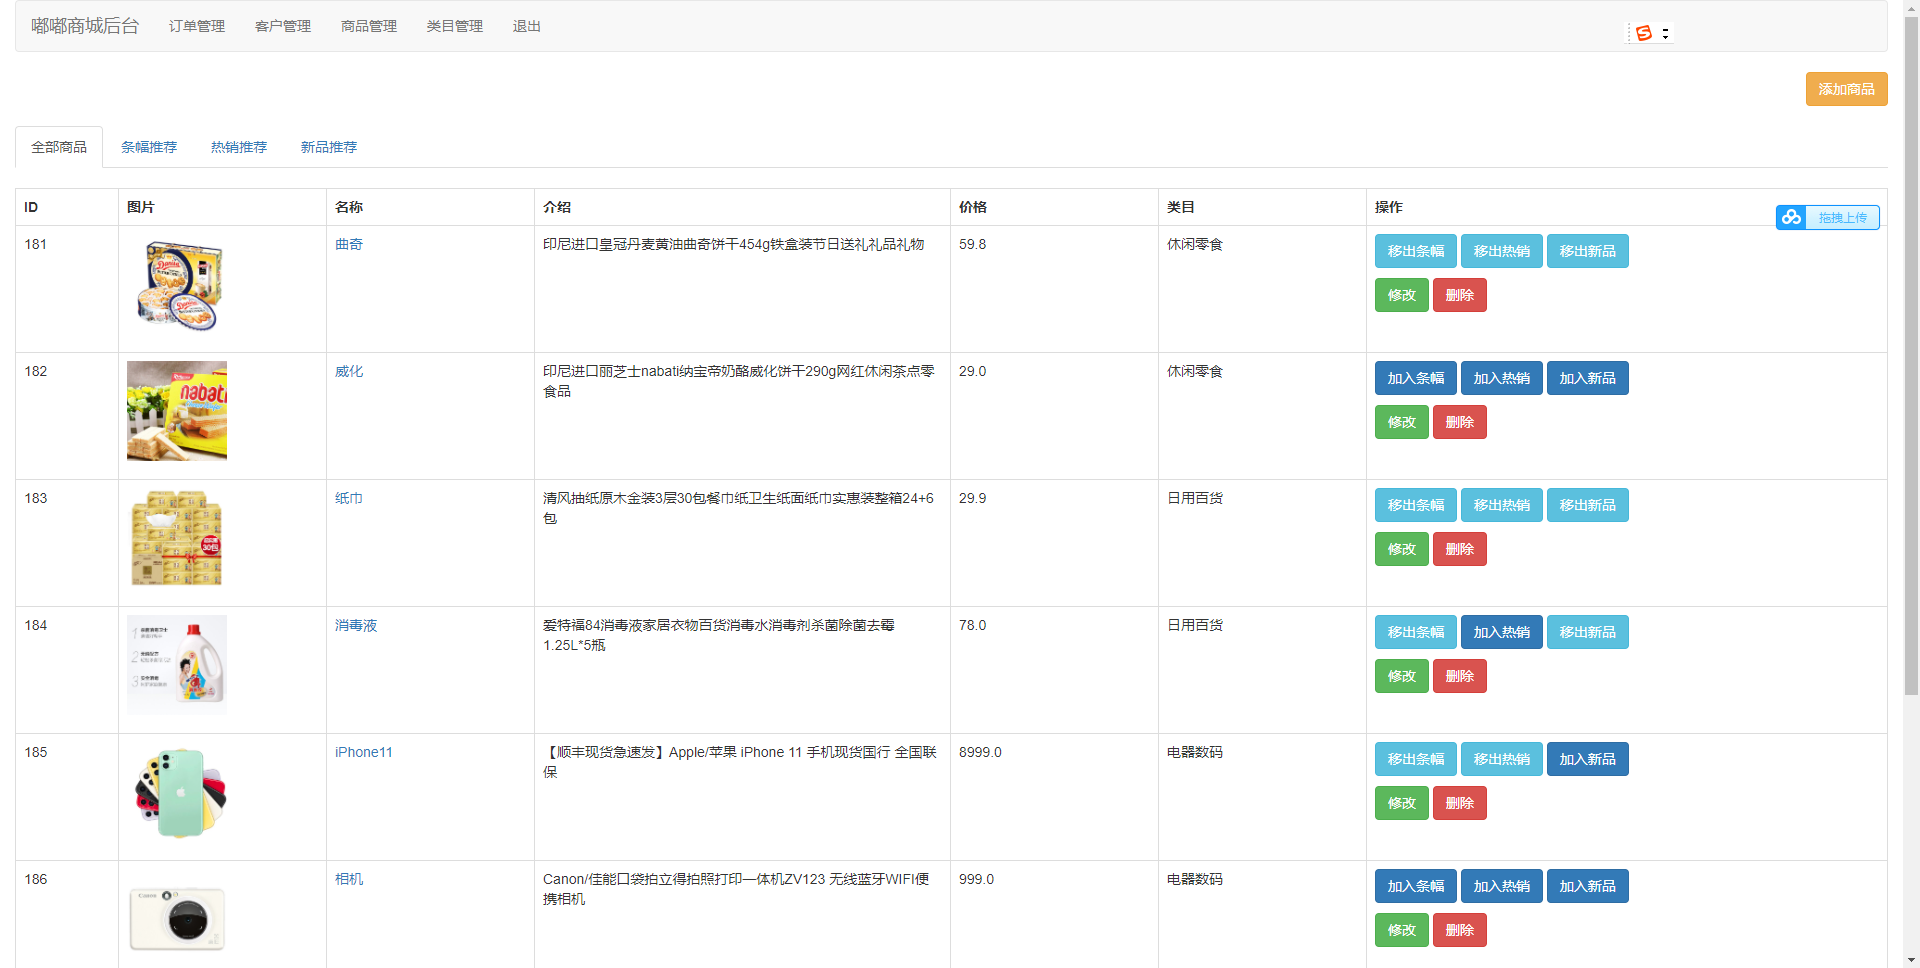 嘟嘟商城后台 订单管理 客户管理 商品管理 类目管理 退出
添加商品
全部商品 条幅推荐 热销推荐 新品推荐
ID 图片 名称 介绍 价格 类目 操作
拖拽上传
181 曲奇 印尼进口皇冠丹麦黄油曲奇饼干454g铁盒装节日送礼礼品礼物 59.8 休闲零食 移出条幅 移出热销 移出新品
修改 删除
182 威化 印尼进口丽芝士nabati纳宝帝奶酪威化饼干290g网红休闲茶点零 29.0 休闲零食 加入条幅 加入热销 加入新品
食品
nabati
修改 删除
183 纸巾 清风抽纸原木金装3层30包餐巾纸卫生纸面纸巾实惠装整箱24+6 29.9 日用百货 移出条幅 移出热销 移出新品
包
30包
修改 删除
184 消毒液 爱特福84消毒液家居衣物百货消毒水消毒剂杀菌除菌去霉 78.0 日用百货 移出条幅 加入热销 移出新品
1.25L*5瓶
修改 删除
185 iPhone11 【顺丰现货急速发】Apple/苹果 iPhone 11 手机现货国行 全国联 8999.0 电器数码 移出条幅 移出热销 加入新品
保
修改 删除
186 相机 Canon/佳能口袋拍立得拍照打印一体机ZV123 无线蓝牙WIFI便 999.0 电器数码 加入条幅 加入热销 加入新品
携相机
Canon
修改 删除